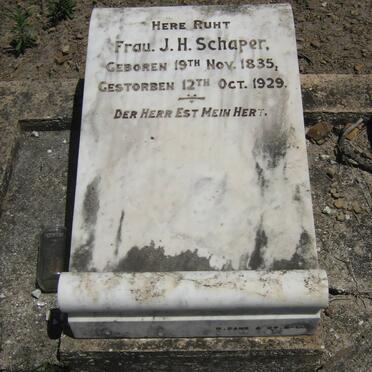 Here Ruht
Frau. J. H. Schaper,
Geboren 19th Nov. 1835,
Gestorben 12th Oct. 1929.
Der Herr Est Mein Hert.